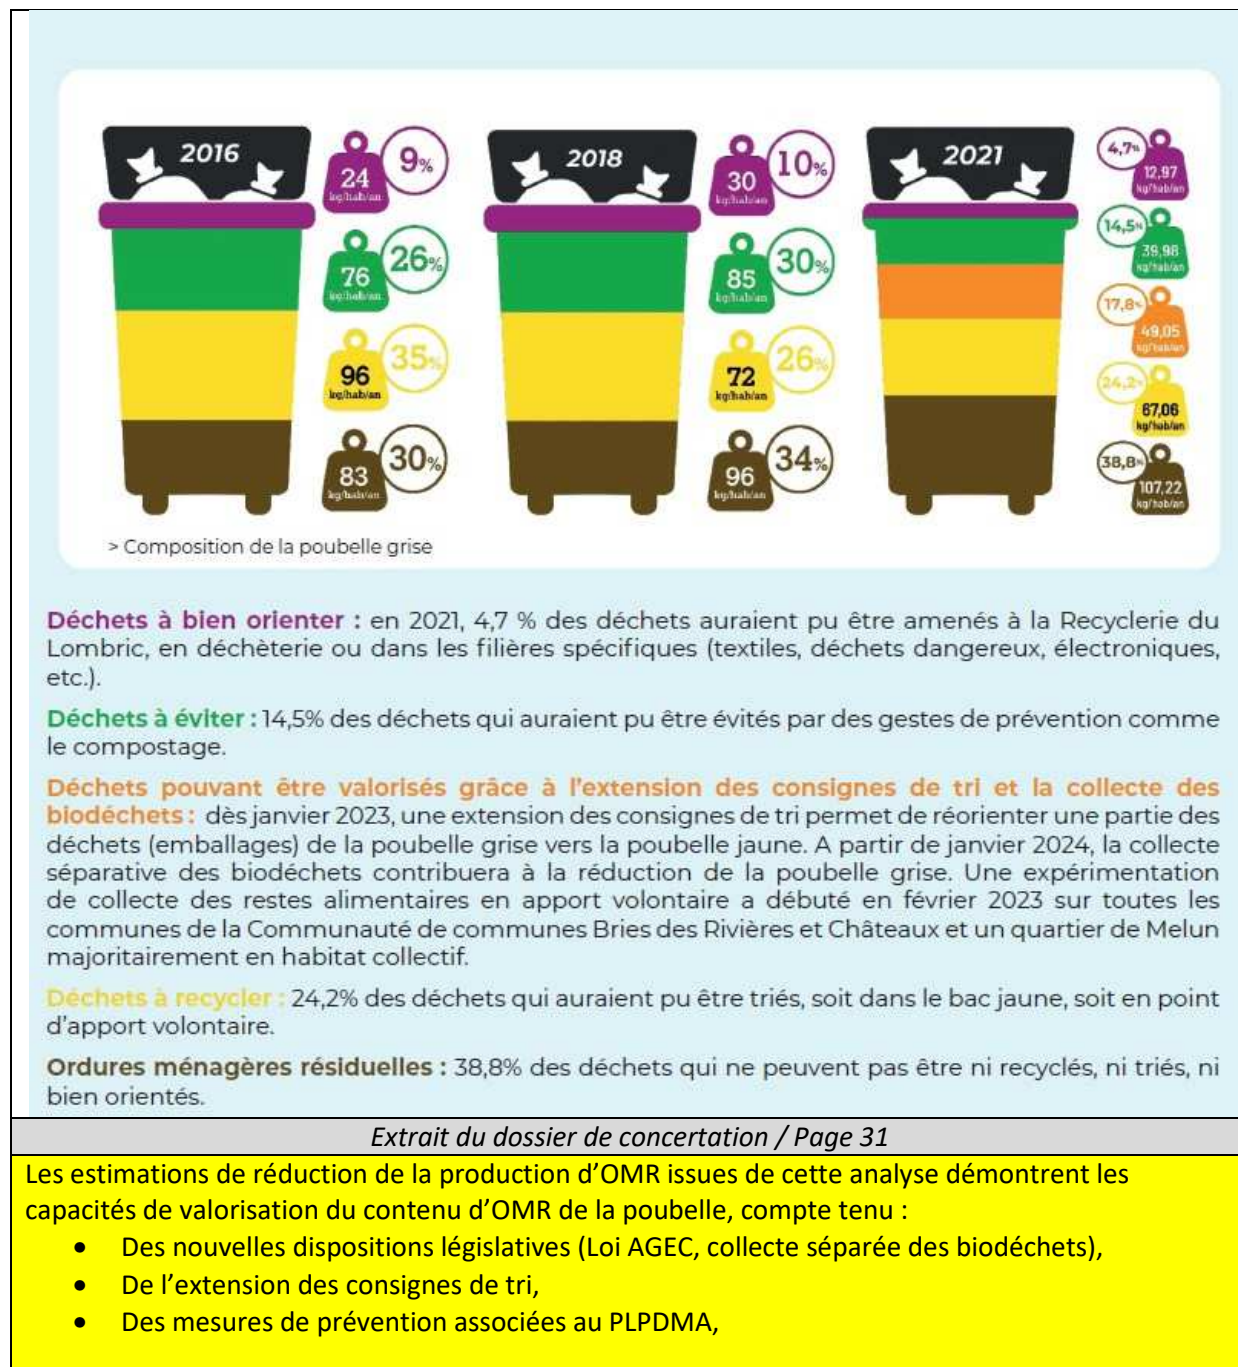 2016
24
kg/hab/an
9%
76
kg/hab/an
26%
96
kg/hab/an
35%
83
kg/hab/an
30%
2018
30
kg/hab/an
10%
85
kg/hab/an
30%
72
kg/hab/an
26%
96
kg/hab/an
34%
2021
4,7%
12,97
kg/hab/an
14,5%
39,98
kg/hab/an
17,8%
49,05
kg/hab/an
24,2%
67,06
kg/hab/an
38,8%
107,22
kg/hab/an
> Composition de la poubelle grise
Déchets à bien orienter : en 2021, 4,7 % des déchets auraient pu être amenés à la Recyclerie du
Lombric, en déchèterie ou dans les filières spécifiques (textiles, déchets dangereux, électroniques,
etc.).
Déchets à éviter : 14,5% des déchets qui auraient pu être évités par des gestes de prévention comme
le compostage.
Déchets pouvant être valorisés grâce à l'extension des consignes de tri et la collecte des
biodéchets : dès janvier 2023, une extension des consignes de tri permet de réorienter une partie des
déchets (emballages) de la poubelle grise vers la poubelle jaune. A partir de janvier 2024, la collecte
séparative des biodéchets contribuera à la réduction de la poubelle grise. Une expérimentation
de collecte des restes alimentaires en apport volontaire a débuté en février 2023 sur toutes les
communes de la Communauté de communes Bries des Rivières et Châteaux et un quartier de Melun
majoritairement en habitat collectif.
Déchets à recycler : 24,2% des déchets qui auraient pu être triés, soit dans le bac jaune, soit en point
d'apport volontaire.
Ordures ménagères résiduelles : 38,8% des déchets qui ne peuvent pas être ni recyclés, ni triés, ni
bien orientés.
Extrait du dossier de concertation / Page 31
Les estimations de réduction de la production d'OMR issues de cette analyse démontrent les
capacités de valorisation du contenu d'OMR de la poubelle, compte tenu :
• Des nouvelles dispositions législatives (Loi AGEC, collecte séparée des biodéchets),
• De l'extension des consignes de tri,
• Des mesures de prévention associées au PLPDMA,